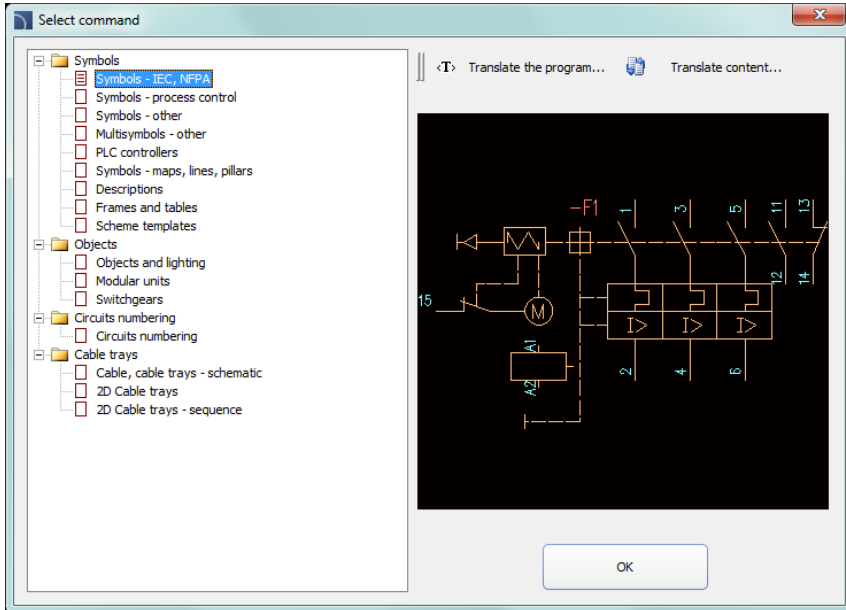 Select command
Symbols
Symbols - IEC, NFPA
Symbols - process control
Symbols - other
Multisymbols - other
PLC controllers
Symbols - maps, lines, pillars
Descriptions
Frames and tables
Scheme templates
Objects
Objects and lighting
Modular units
Switchgears
Circuits numbering
Circuits numbering
Cable trays
Cable, cable trays - schematic
2D Cable trays
2D Cable trays - sequence
<T> Translate the program... Translate content...
-F1 1 3 5 11 13
12 14
15
M
I> I> I>
A1
A2
2 4 6
OK